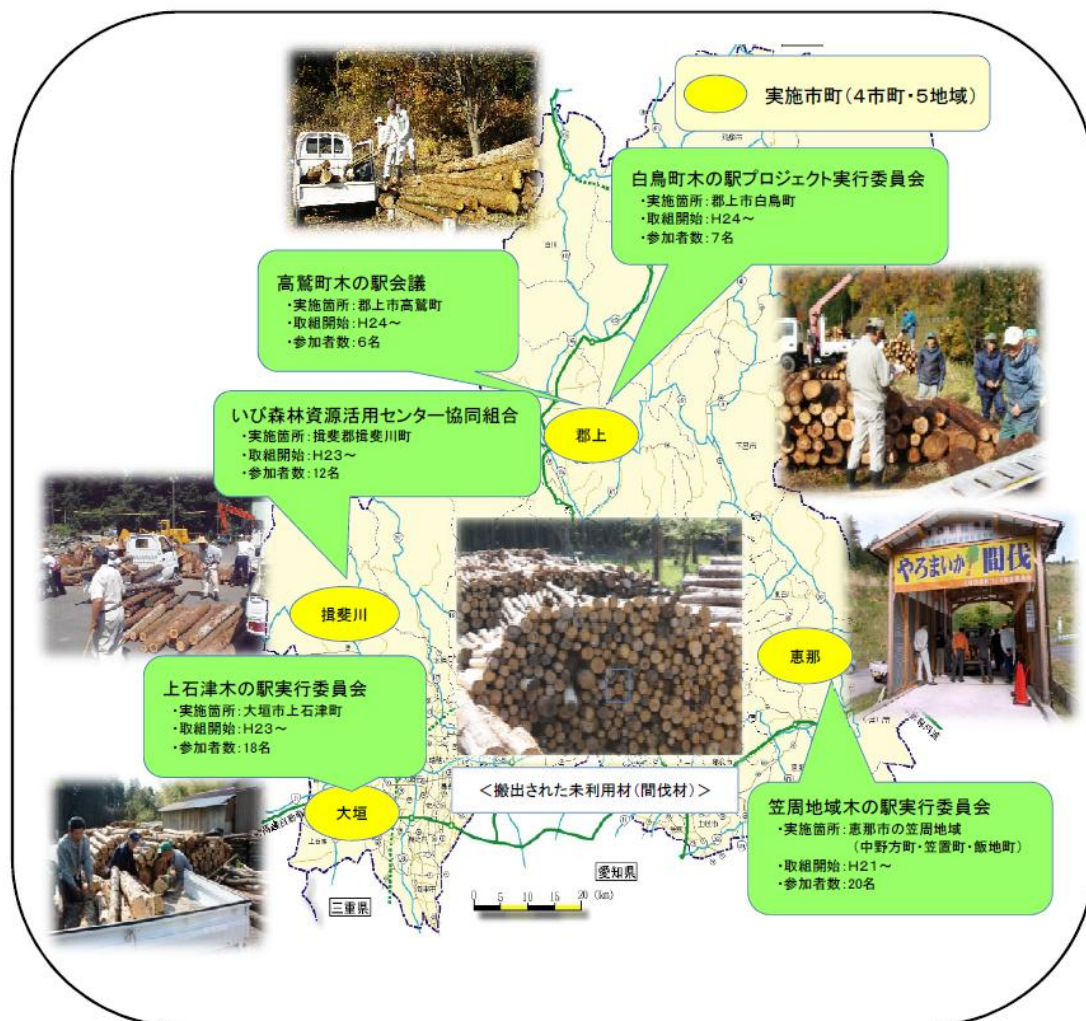 実施市町(4市町・5地域)
白鳥町木の駅プロジェクト実行委員会
・実施箇所:郡上市白鳥町
・取組開始:H24~
・参加者数:7名
高鷲町木の駅会議
・実施箇所:郡上市高鷲町
・取組開始:H24~
・参加者数:6名
郡上
いび森林資源活用センター協同組合
・実施箇所:揖斐郡揖斐川町
・取組開始:H23~
・参加者数:12名
下呂市
やろまいか 間伐
揖斐川
恵那
上石津木の駅実行委員会
・実施箇所:大垣市上石津町
・取組開始:H23~
・参加者数:18名
<搬出された未利用材(間伐材)>
大垣
笠周地域木の駅実行委員会
・実施箇所:恵那市の笠周地域
(中野方町・笠置町・飯地町)
・取組開始:H21~
・参加者数:20名
愛知県
三重県
0 5 10 15 20 (km)